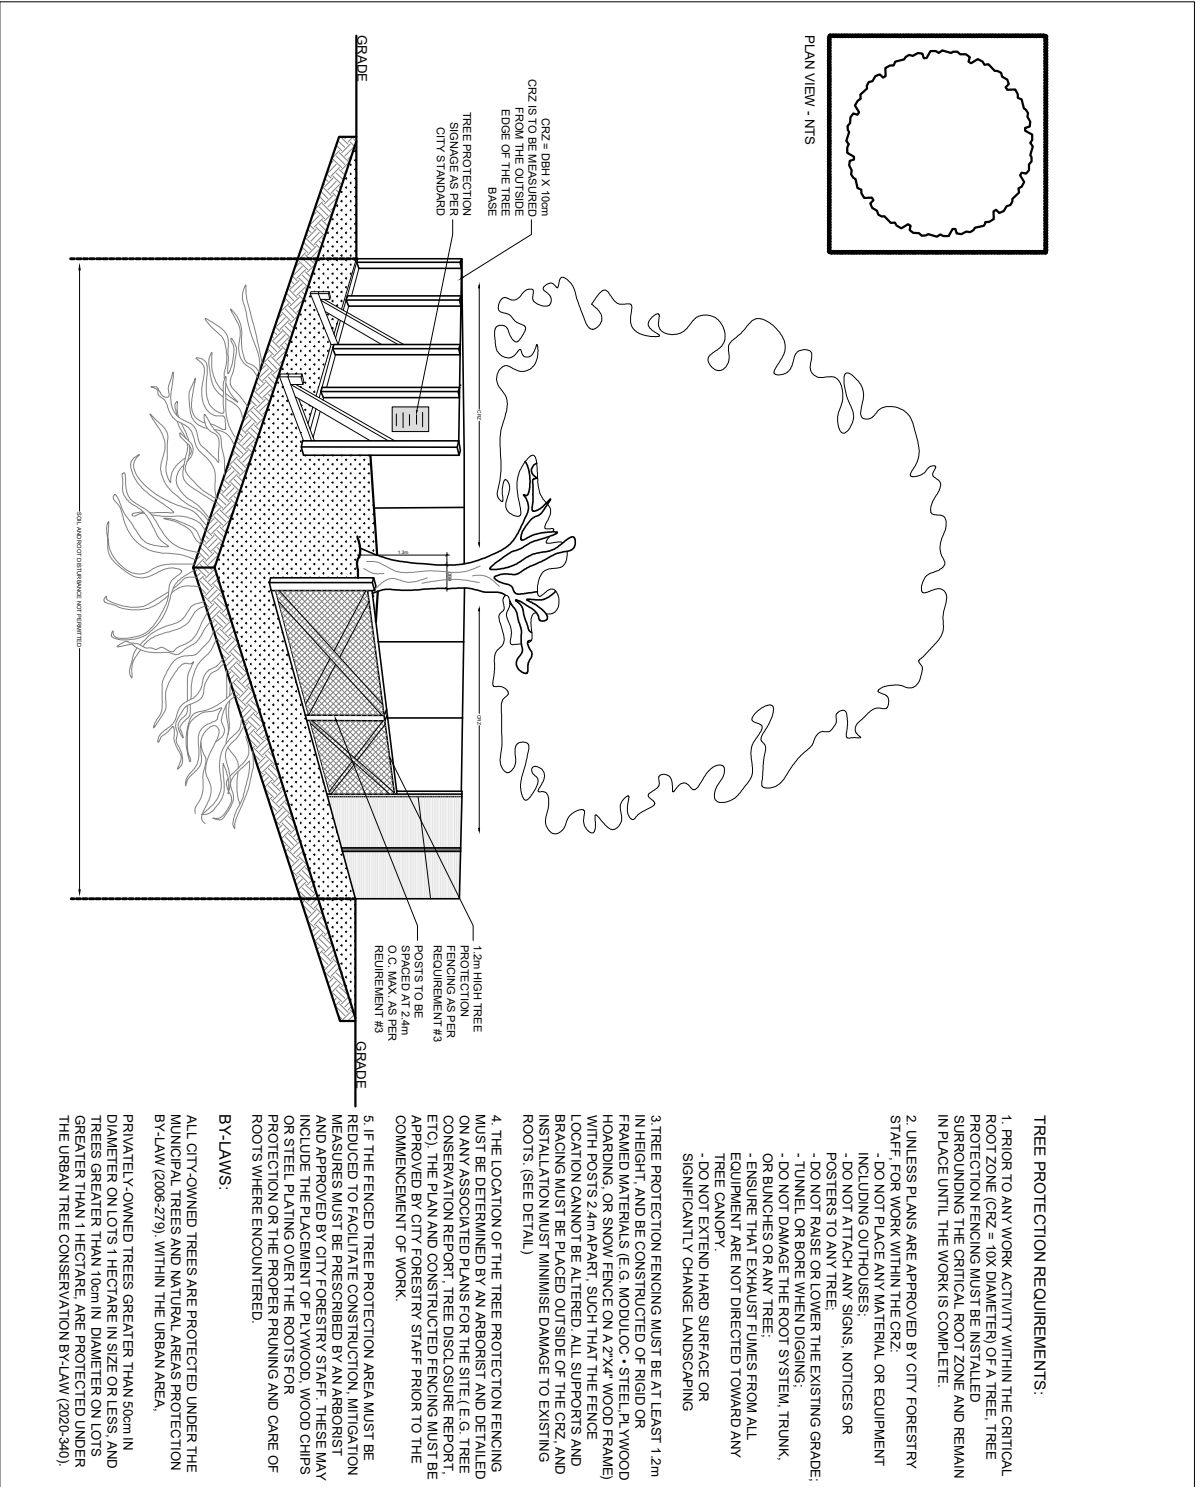 PLAN VIEW - NTS
GRADE
CRZ = DBH X 10cm
CRZ IS TO BE MEASURED
FROM THE OUTSIDE
EDGE OF THE TREE
BASE
TREE PROTECTION
SIGNAGE AS PER
CITY STANDARD
CRZ
1.3m
DBH
CRZ
SOIL AND ROOT DISTURBANCE NOT PERMITTED
1.2m HIGH TREE
PROTECTION
FENCING AS PER
REQUIREMENT #3
POSTS TO BE
SPACED AT 2.4m
O.C. MAX. AS PER
REUIREMENT #3
GRADE
TREE PROTECTION REQUIREMENTS:
1. PRIOR TO ANY WORK ACTIVITY WITHIN THE CRITICAL
ROOT ZONE (CRZ = 10X DIAMETER) OF A TREE, TREE
PROTECTION FENCING MUST BE INSTALLED
SURROUNDING THE CRITICAL ROOT ZONE AND REMAIN
IN PLACE UNTIL THE WORK IS COMPLETE.
2. UNLESS PLANS ARE APPROVED BY CITY FORESTRY
STAFF, FOR WORK WITHIN THE CRZ:
- DO NOT PLACE ANY MATERIAL OR EQUIPMENT
INCLUDING OUTHOUSES;
- DO NOT ATTACH ANY SIGNS, NOTICES OR
POSTERS TO ANY TREE;
- DO NOT RAISE OR LOWER THE EXISTING GRADE;
- TUNNEL OR BORE WHEN DIGGING;
- DO NOT DAMAGE THE ROOT SYSTEM, TRUNK,
OR BUNCHES OR ANY TREE;
- ENSURE THAT EXHAUST FUMES FROM ALL
EQUIPMENT ARE NOT DIRECTED TOWARD ANY
TREE CANOPY.
- DO NOT EXTEND HARD SURFACE OR
SIGNIFICANTLY CHANGE LANDSCAPING
3.TREE PROTECTION FENCING MUST BE AT LEAST 1.2m
IN HEIGHT, AND BE CONSTRUCTED OF RIGID OR
FRAMED MATERIALS (E.G. MODULOC • STEEL,PLYWOOD
HOARDING, OR SNOW FENCE ON A 2"X4" WOOD FRAME)
WITH POSTS 2.4m APART, SUCH THAT THE FENCE
LOCATION CANNOT BE ALTERED. ALL SUPPORTS AND
BRACING MUST BE PLACED OUTSIDE OF THE CRZ, AND
INSTALLATION MUST MINIMISE DAMAGE TO EXISTING
ROOTS. (SEE DETAIL)
4. THE LOCATION OF THE TREE PROTECTION FENCING
MUST BE DETERMINED BY AN ARBORIST AND DETAILED
ON ANY ASSOCIATED PLANS FOR THE SITE.( E.G. TREE
CONSERVATION REPORT, TREE DISCLOSURE REPORT,
ETC). THE PLAN AND CONSTRUCTED FENCING MUST BE
APPROVED BY CITY FORESTRY STAFF PRIOR TO THE
COMMENCEMENT OF WORK.
5. IF THE FENCED TREE PROTECTION AREA MUST BE
REDUCED TO FACILITATE CONSTRUCTION, MITIGATION
MEASURES MUST BE PRESCRIBED BY AN ARBORIST
AND APPROVED BY CITY FORESTRY STAFF. THESE MAY
INCLUDE THE PLACEMENT OF PLYWOOD, WOOD CHIPS
OR STEEL PLATING OVER THE ROOTS FOR
PROTECTION OR THE PROPER PRUNING AND CARE OF
ROOTS WHERE ENCOUNTERED.
BY-LAWS:
ALL CITY-OWNED TREES ARE PROTECTED UNDER THE
MUNICIPAL TREES AND NATURAL AREAS PROTECTION
BY-LAW (2006-279). WITHIN THE URBAN AREA,
PRIVATELY-OWNED TREES GREATER THAN 50cm IN
DIAMETER ON LOTS 1 HECTARE IN SIZE OR LESS, AND
TREES GREATER THAN 10cm IN DIAMETER ON LOTS
GREATER THAN 1 HECTARE, ARE PROTECTED UNDER
THE URBAN TREE CONSERVATION BY-LAW (2020-340).